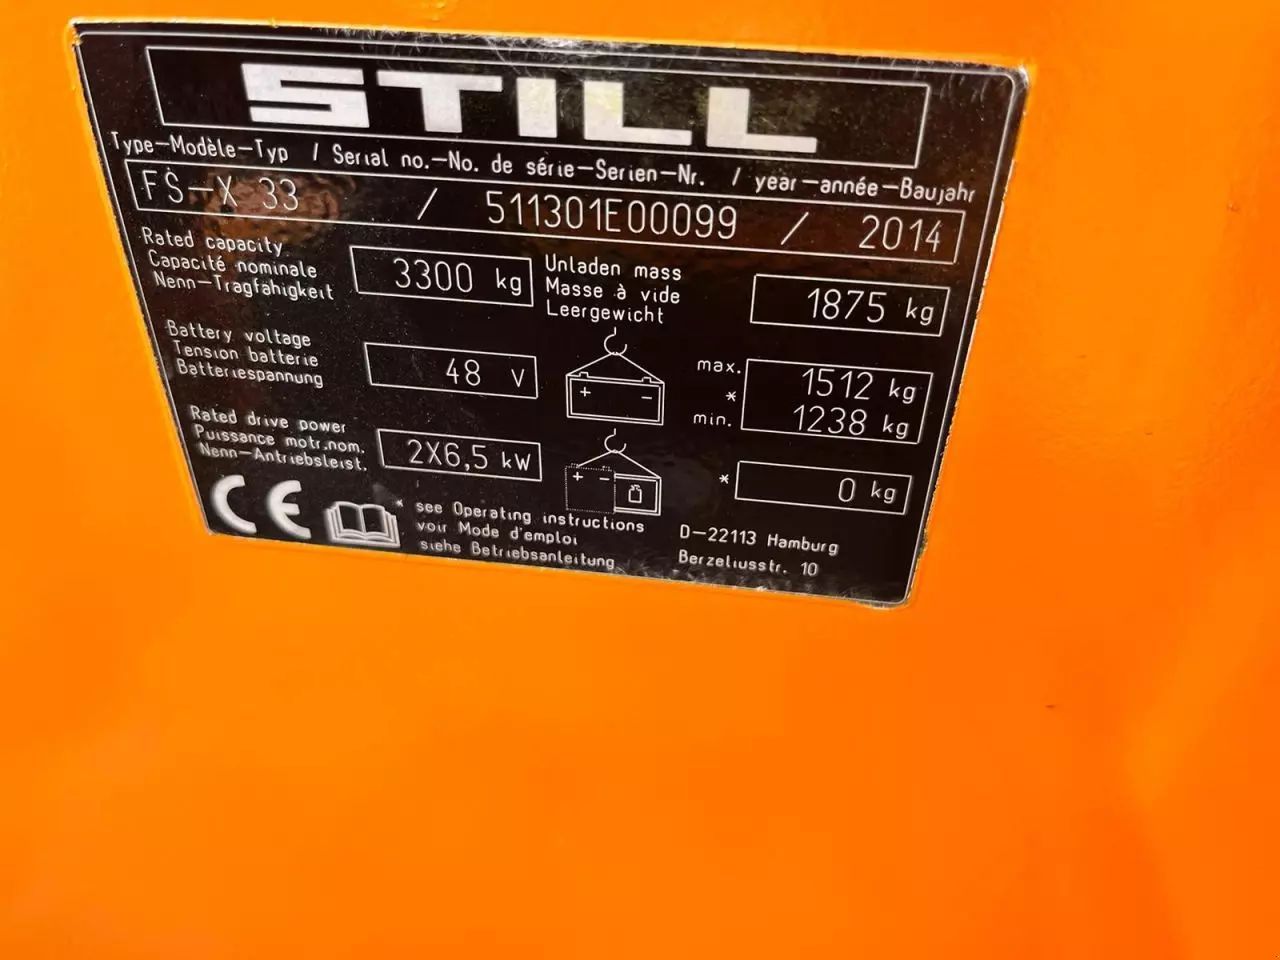 STILL
Type-Modèle-Typ / Serial no.-No. de série-Serien-Nr. / year-année-Baujahr
FS-X 33 / 511301E00099 / 2014
Rated capacity
Capacité nominale
Nenn-Tragfähigkeit
3300 kg
Unladen mass
Masse à vide
Leergewicht
1875 kg
Battery voltage
Tension batterie
Batteriespannung
48 V
+ -
max. 1512 kg
*
min. 1238 kg
Rated drive power
Puissance motr.nom.
Nenn-Antriebsleist.
2X6,5 kW
+ -
* 0 kg
CE
* see Operating instructions
voir Mode d'emploi
siehe Betriebsanleitung
D-22113 Hamburg
Berzeliusstr. 10